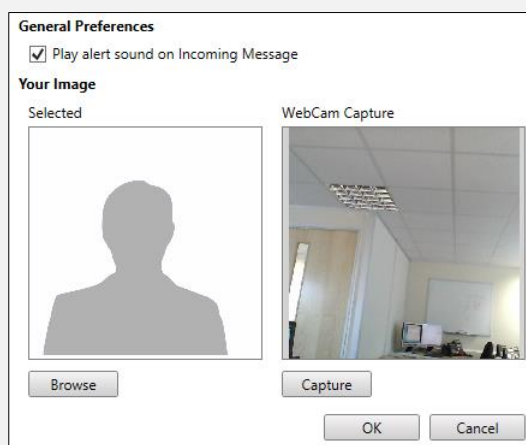 General Preferences
Play alert sound on Incoming Message
Your Image
Selected
WebCam Capture
Browse
Capture
OK
Cancel